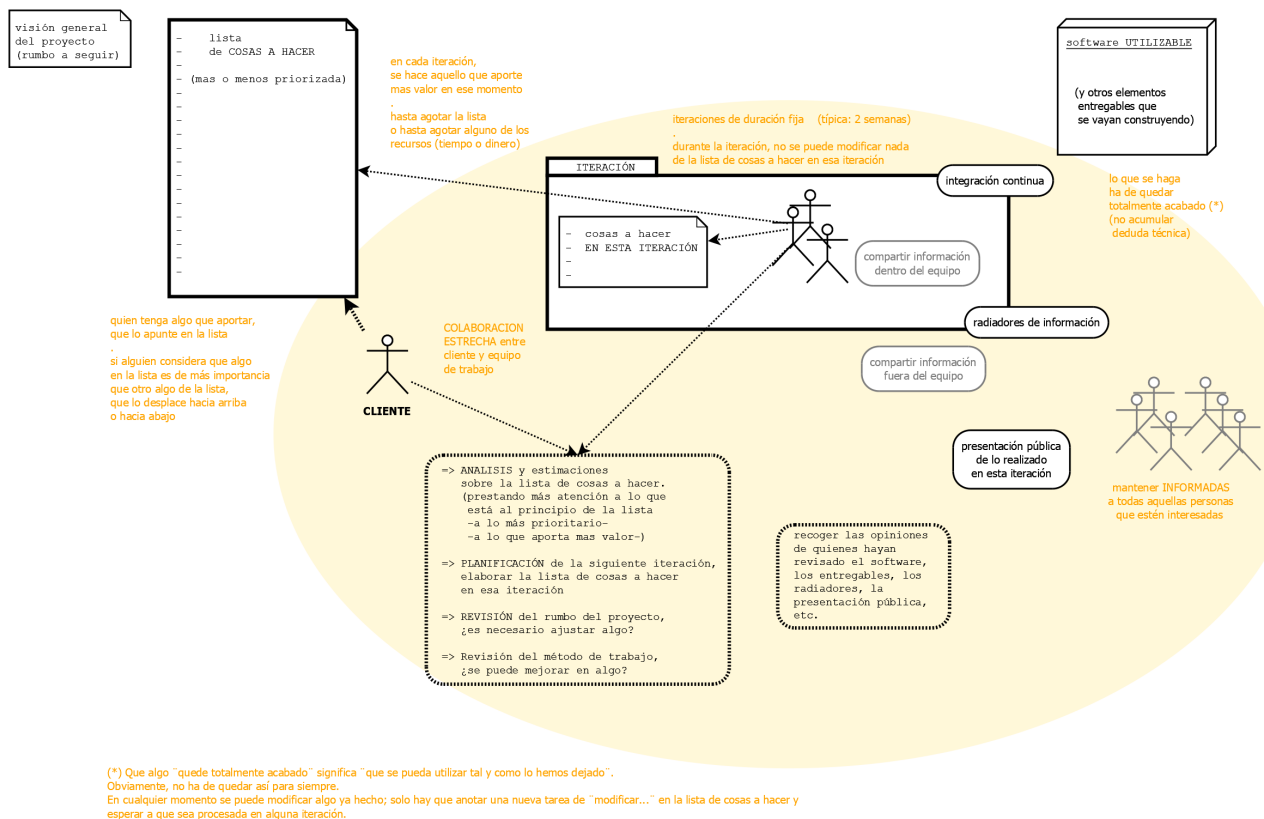 visión general
del proyecto
(rumbo a seguir)
- lista
- de COSAS A HACER
-
- (mas o menos priorizada)
-
-
-
-
-
-
-
-
-
-
-
-
-
-
en cada iteración,
se hace aquello que aporte
mas valor en ese momento
.
hasta agotar la lista
o hasta agotar alguno de los
recursos (tiempo o dinero)
iteraciones de duración fija (típica: 2 semanas)
.
durante la iteración, no se puede modificar nada
de la lista de cosas a hacer en esa iteración
software UTILIZABLE
(y otros elementos
entregables que
se vayan construyendo)
ITERACIÓN
integración continua
- cosas a hacer
- EN ESTA ITERACIÓN
-
-
compartir información
dentro del equipo
lo que se haga
ha de quedar
totalmente acabado (*)
(no acumular
deduda técnica)
radiadores de información
compartir información
fuera del equipo
quien tenga algo que aportar,
que lo apunte en la lista
.
si alguien considera que algo
en la lista es de más importancia
que otro algo de la lista,
que lo desplace hacia arriba
o hacia abajo
CLIENTE
COLABORACION
ESTRECHA entre
cliente y equipo
de trabajo
presentación pública
de lo realizado
en esta iteración
mantener INFORMADAS
a todas aquellas personas
que estén interesadas
=> ANALISIS y estimaciones
sobre la lista de cosas a hacer.
(prestando más atención a lo que
está al principio de la lista
-a lo más prioritario-
-a lo que aporta mas valor-)
=> PLANIFICACIÓN de la siguiente iteración,
elaborar la lista de cosas a hacer
en esa iteración
=> REVISIÓN del rumbo del proyecto,
¿es necesario ajustar algo?
=> Revisión del método de trabajo,
¿se puede mejorar en algo?
recoger las opiniones
de quienes hayan
revisado el software,
los entregables, los
radiadores, la
presentación pública,
etc.
(*) Que algo ¨quede totalmente acabado¨ significa ¨que se pueda utilizar tal y como lo hemos dejado¨.
Obviamente, no ha de quedar así para siempre.
En cualquier momento se puede modificar algo ya hecho; solo hay que anotar una nueva tarea de ¨modificar...¨ en la lista de cosas a hacer y
esperar a que sea procesada en alguna iteración.